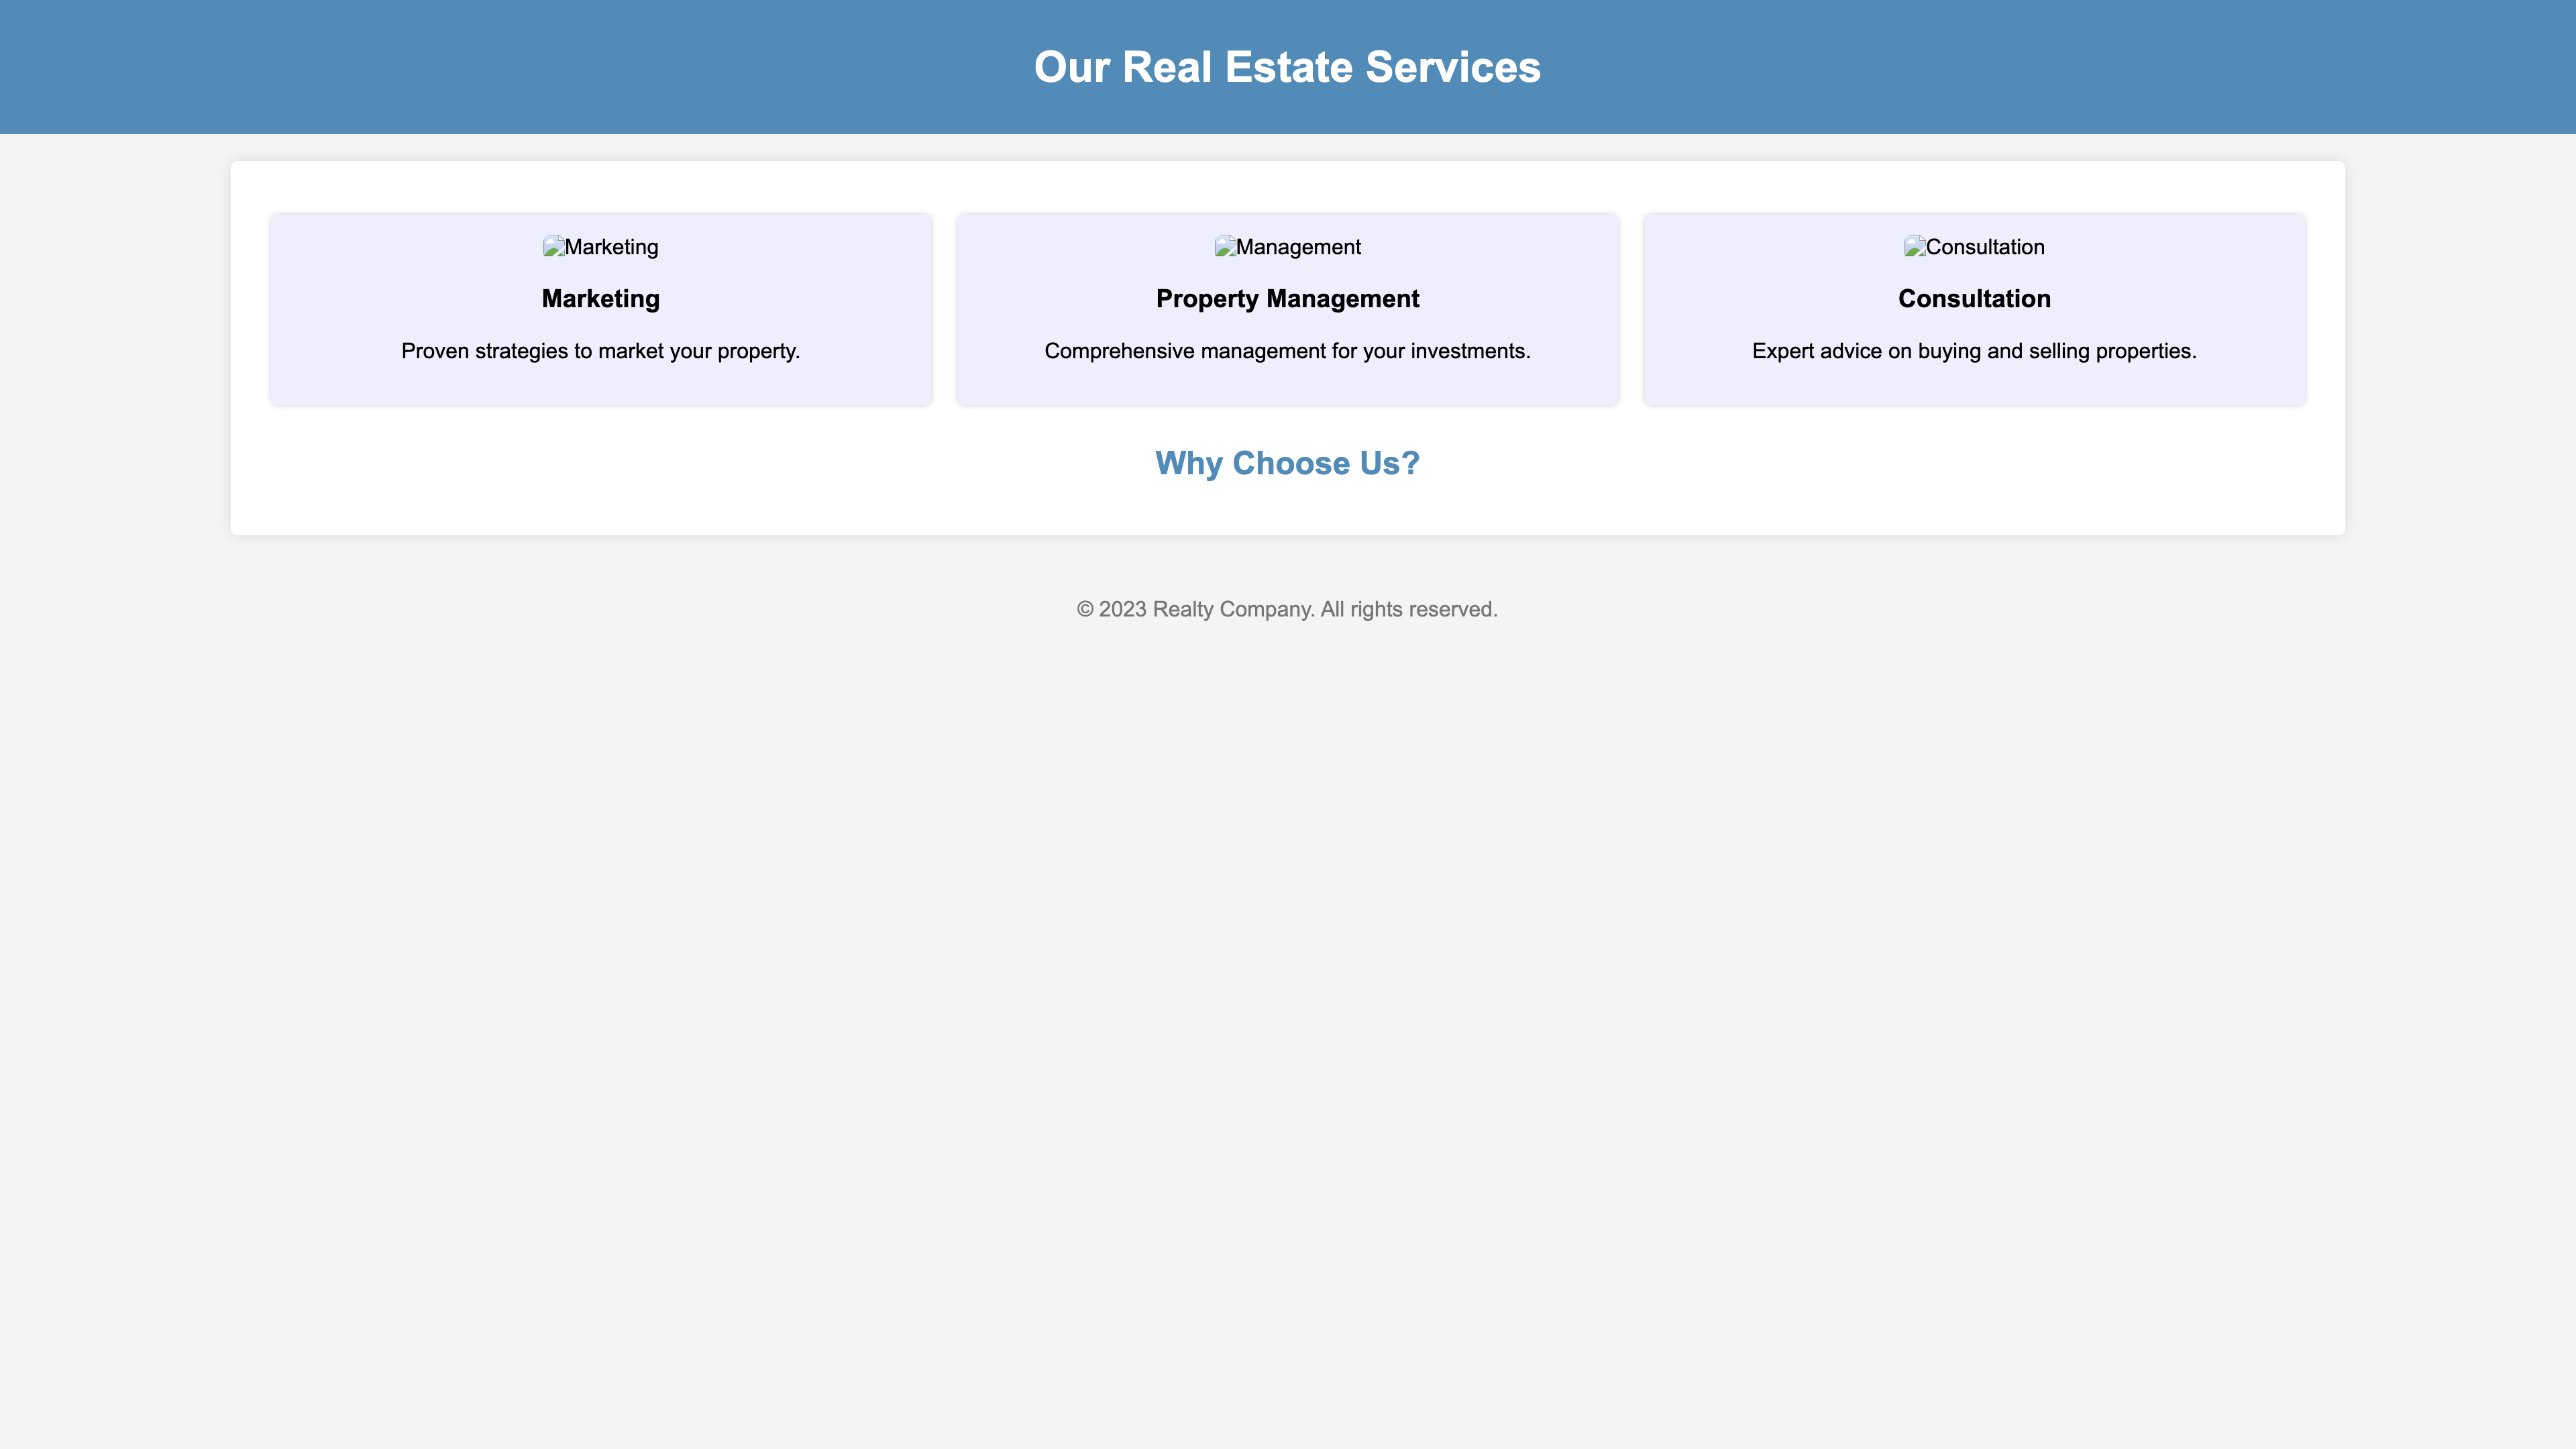 Our Real Estate Services
Marketing
Marketing
Proven strategies to market your property.
Management
Property Management
Comprehensive management for your investments.
Consultation
Consultation
Expert advice on buying and selling properties.
Why Choose Us?
© 2023 Realty Company. All rights reserved.